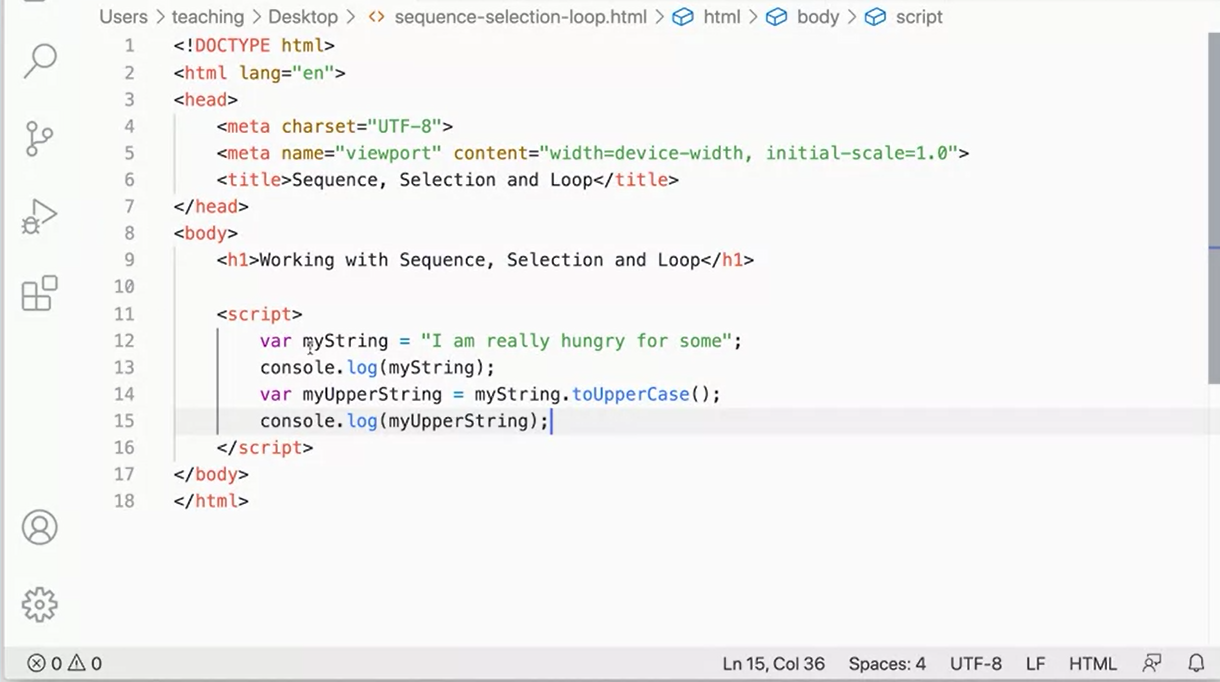 Users > teaching > Desktop > <> sequence-selection-loop.html > html > body > script
1 <!DOCTYPE html>
2 <html lang="en">
3 <head>
4 <meta charset="UTF-8">
5 <meta name="viewport" content="width=device-width, initial-scale=1.0">
6 <title>Sequence, Selection and Loop</title>
7 </head>
8 <body>
9 <h1>Working with Sequence, Selection and Loop</h1>
10
11 <script>
12 var myString = "I am really hungry for some";
13 console.log(myString);
14 var myUpperString = myString.toUpperCase();
15 console.log(myUpperString);
16 </script>
17 </body>
18 </html>
0 0 Ln 15, Col 36 Spaces: 4 UTF-8 LF HTML